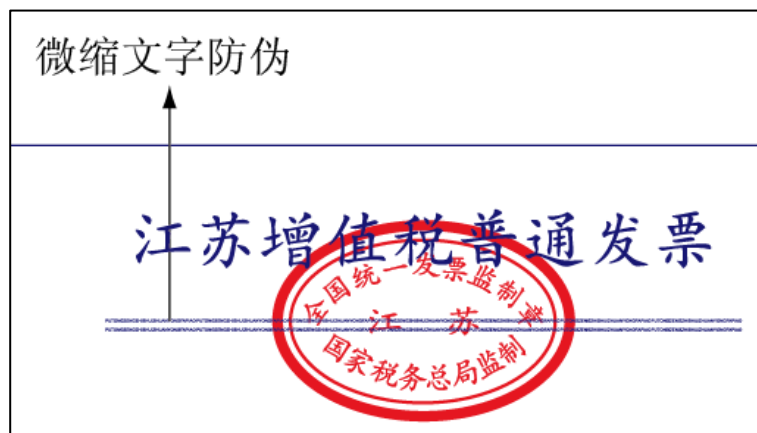 微缩文字防伪
江苏增值税普通发票
全国统一发票监制章
江 苏
国家税务总局监制